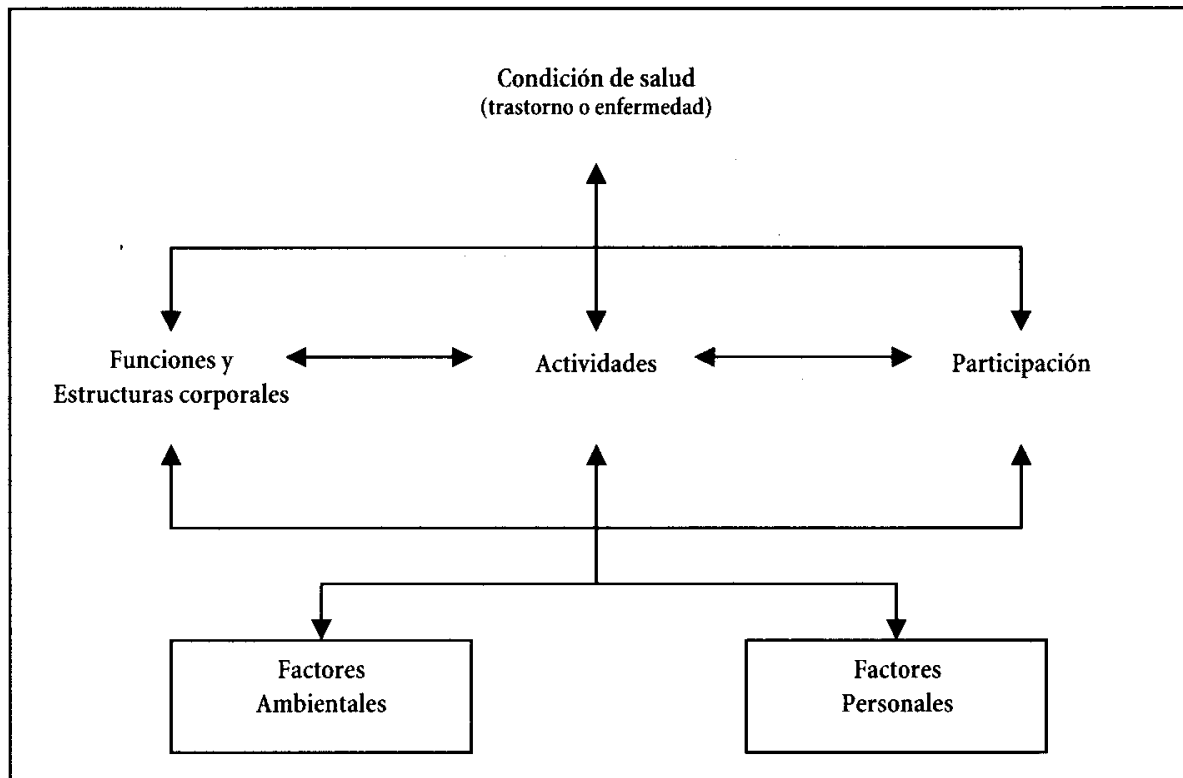 Condición de salud
(trastorno o enfermedad)
Funciones y
Estructuras corporales
Actividades
Participación
Factores
Ambientales
Factores
Personales